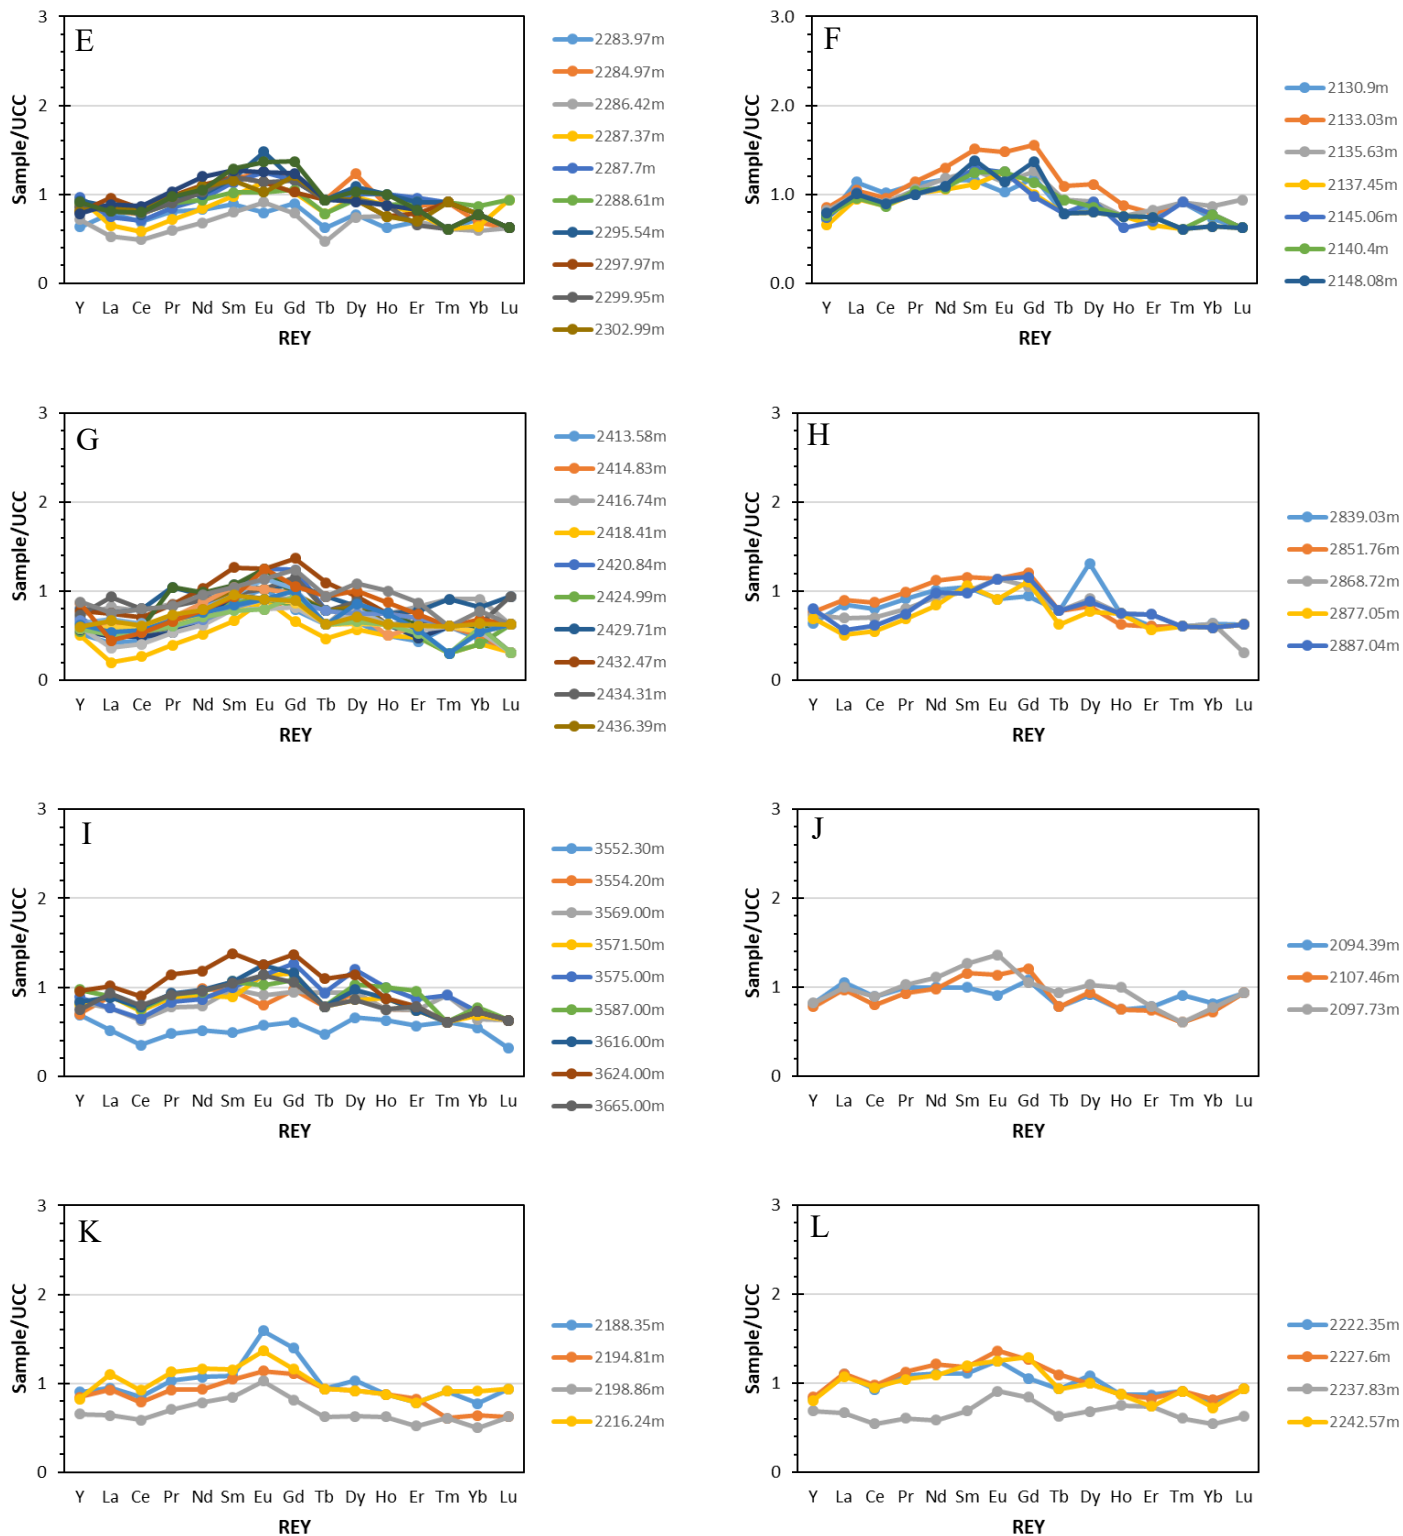 E
3
2
1
0
Sample/UCC
Y La Ce Pr Nd Sm Eu Gd Tb Dy Ho Er Tm Yb Lu
REY
2283.97m
2284.97m
2286.42m
2287.37m
2287.7m
2288.61m
2295.54m
2297.97m
2299.95m
2302.99m
F
3.0
2.0
1.0
0.0
Sample/UCC
Y La Ce Pr Nd Sm Eu Gd Tb Dy Ho Er Tm Yb Lu
REY
2130.9m
2133.03m
2135.63m
2137.45m
2145.06m
2140.4m
2148.08m
G
3
2
1
0
Sample/UCC
Y La Ce Pr Nd Sm Eu Gd Tb Dy Ho Er Tm Yb Lu
REY
2413.58m
2414.83m
2416.74m
2418.41m
2420.84m
2424.99m
2429.71m
2432.47m
2434.31m
2436.39m
H
3
2
1
0
Sample/UCC
Y La Ce Pr Nd Sm Eu Gd Tb Dy Ho Er Tm Yb Lu
REY
2839.03m
2851.76m
2868.72m
2877.05m
2887.04m
I
3
2
1
0
Sample/UCC
Y La Ce Pr Nd Sm Eu Gd Tb Dy Ho Er Tm Yb Lu
REY
3552.30m
3554.20m
3569.00m
3571.50m
3575.00m
3587.00m
3616.00m
3624.00m
3665.00m
J
3
2
1
0
Sample/UCC
Y La Ce Pr Nd Sm Eu Gd Tb Dy Ho Er Tm Yb Lu
REY
2094.39m
2107.46m
2097.73m
K
3
2
1
0
Sample/UCC
Y La Ce Pr Nd Sm Eu Gd Tb Dy Ho Er Tm Yb Lu
REY
2188.35m
2194.81m
2198.86m
2216.24m
L
3
2
1
0
Sample/UCC
Y La Ce Pr Nd Sm Eu Gd Tb Dy Ho Er Tm Yb Lu
REY
2222.35m
2227.6m
2237.83m
2242.57m